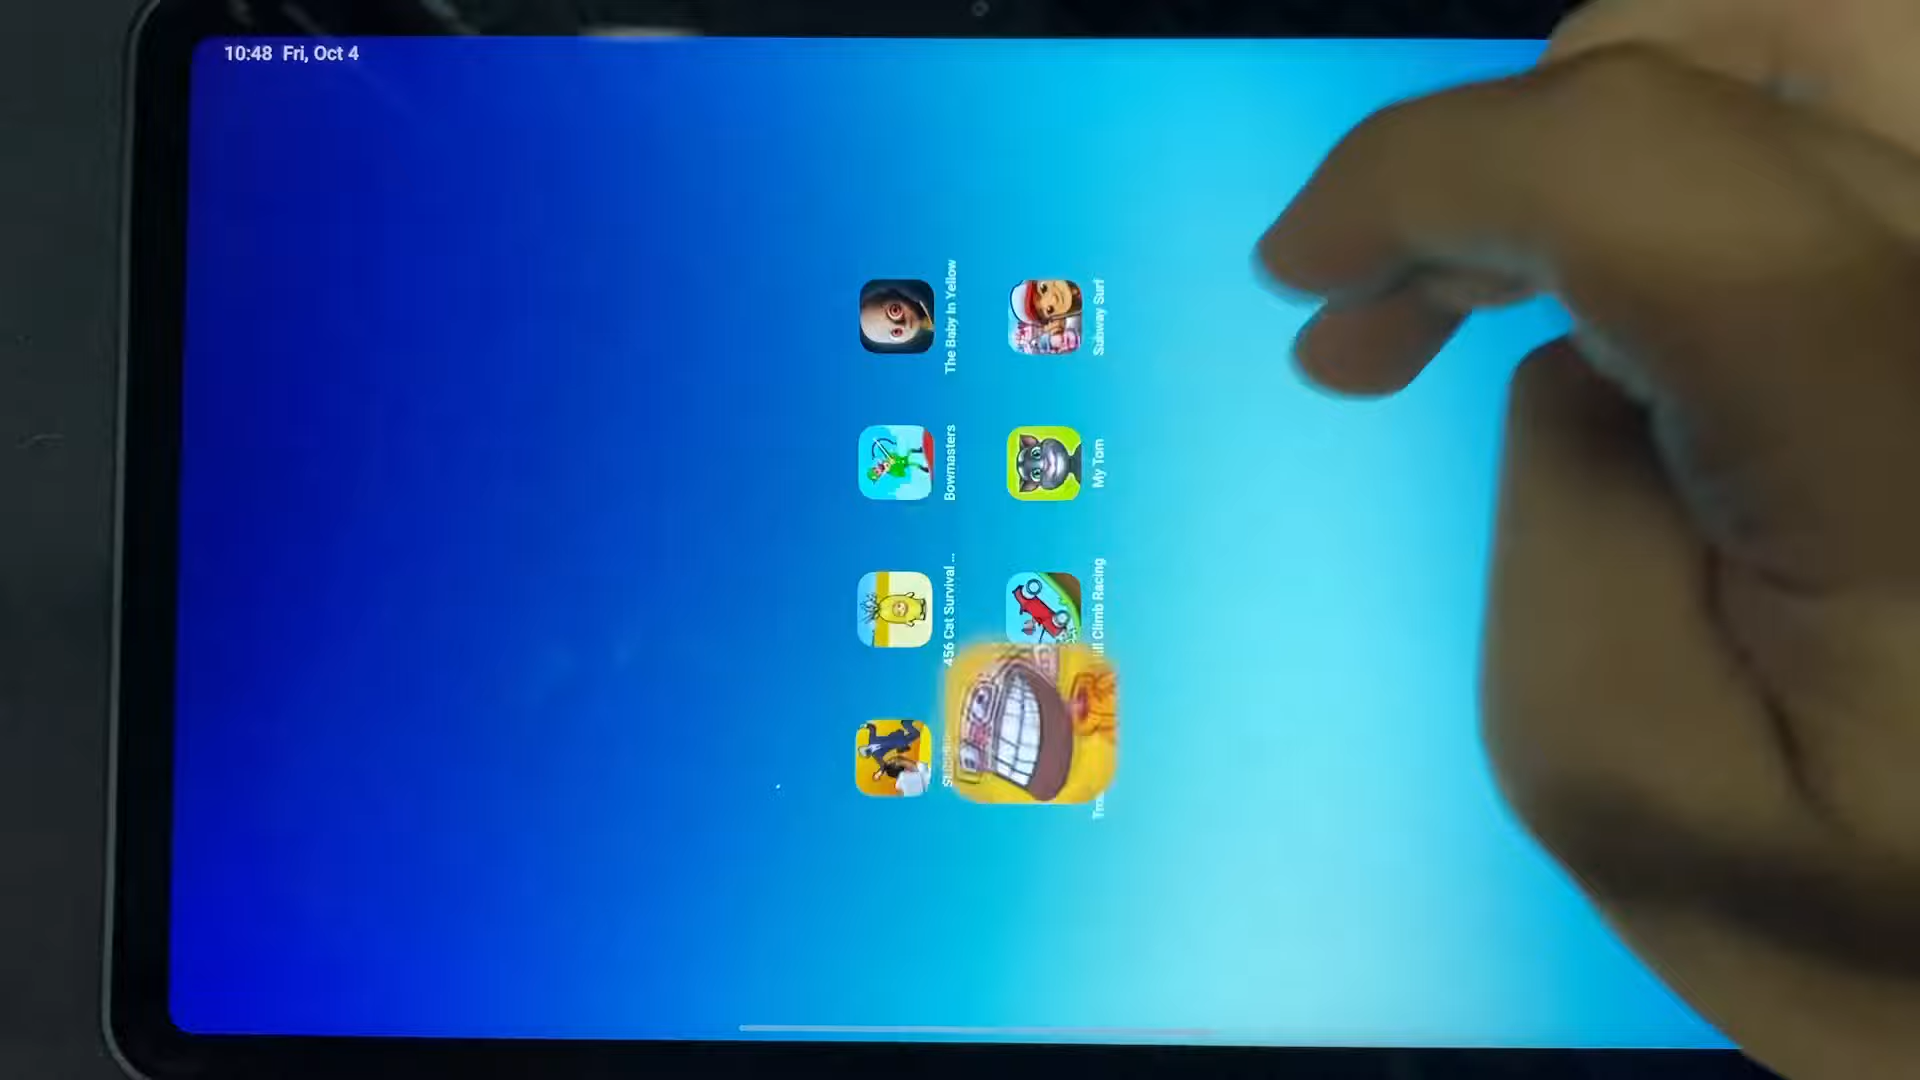 10:48 Fri, Oct 4
The Baby In Yellow
Subway Surf
Bowmasters
My Tom
456 Cat Survival ...
Climb Racing